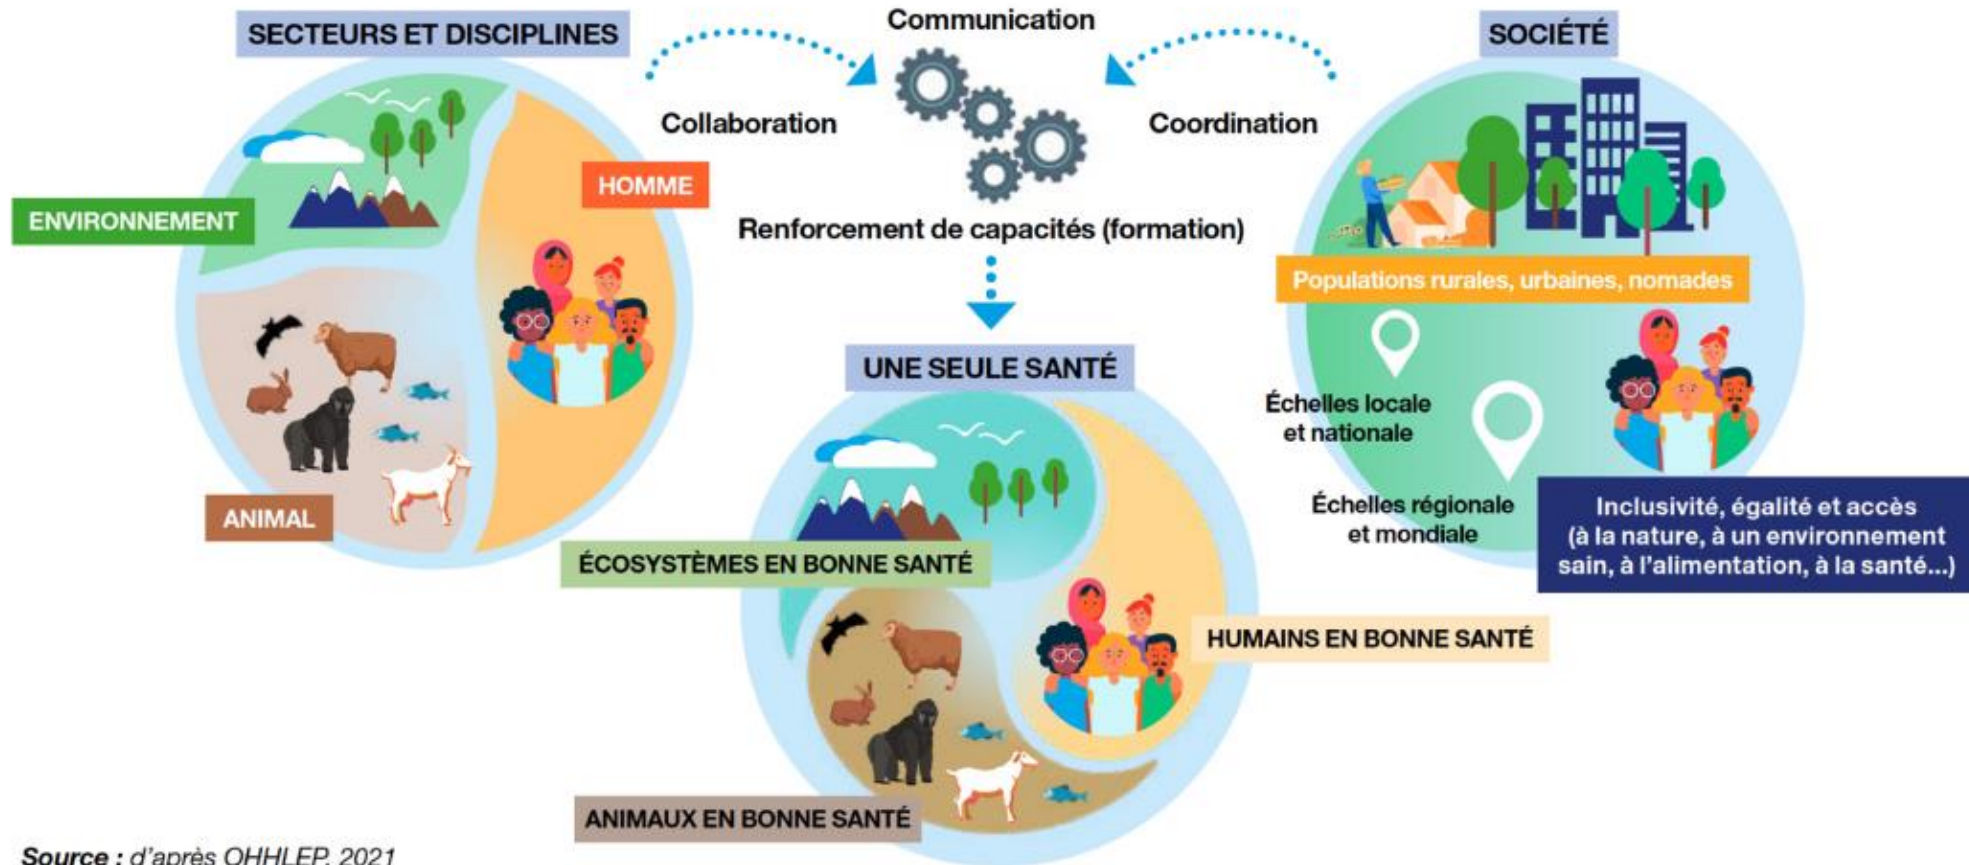 SECTEURS ET DISCIPLINES
ENVIRONNEMENT
HOMME
ANIMAL
Communication
Collaboration
Coordination
Renforcement de capacités (formation)
SOCIÉTÉ
Populations rurales, urbaines, nomades
Échelles locale
et nationale
Échelles régionale
et mondiale
Inclusivité, égalité et accès
(à la nature, à un environnement
sain, à l'alimentation, à la santé...)
UNE SEULE SANTÉ
ÉCOSYSTÈMES EN BONNE SANTÉ
HUMAINS EN BONNE SANTÉ
ANIMAUX EN BONNE SANTÉ
Source : d'après OHHLEP, 2021